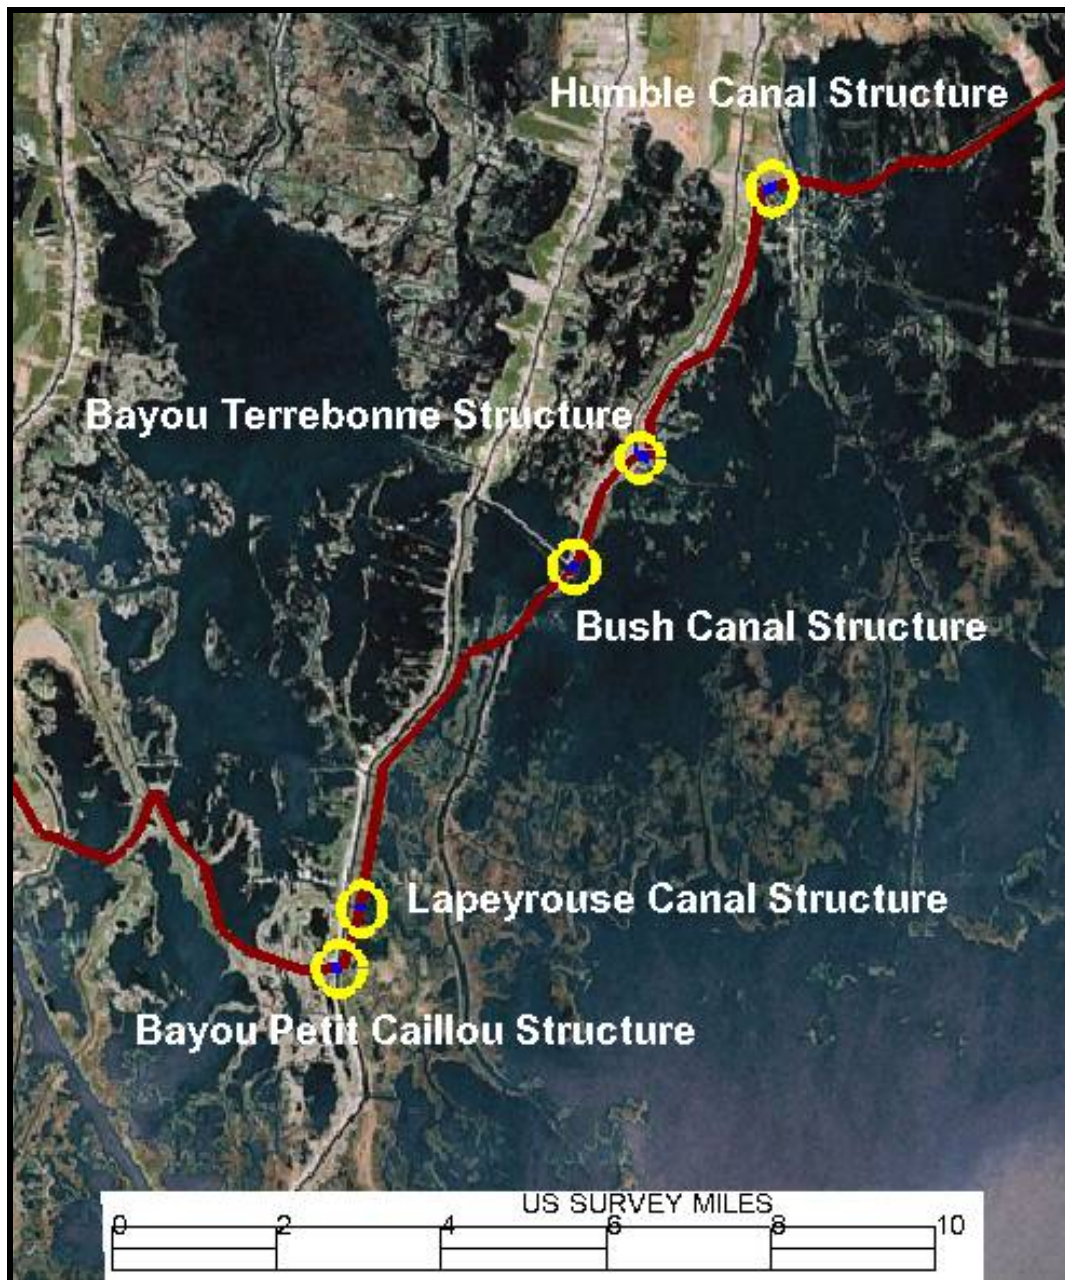 Humble Canal Structure
Bayou Terrebonne Structure
Bush Canal Structure
Lapeyrouse Canal Structure
Bayou Petit Caillou Structure
US SURVEY MILES
0 2 4 6 8 10